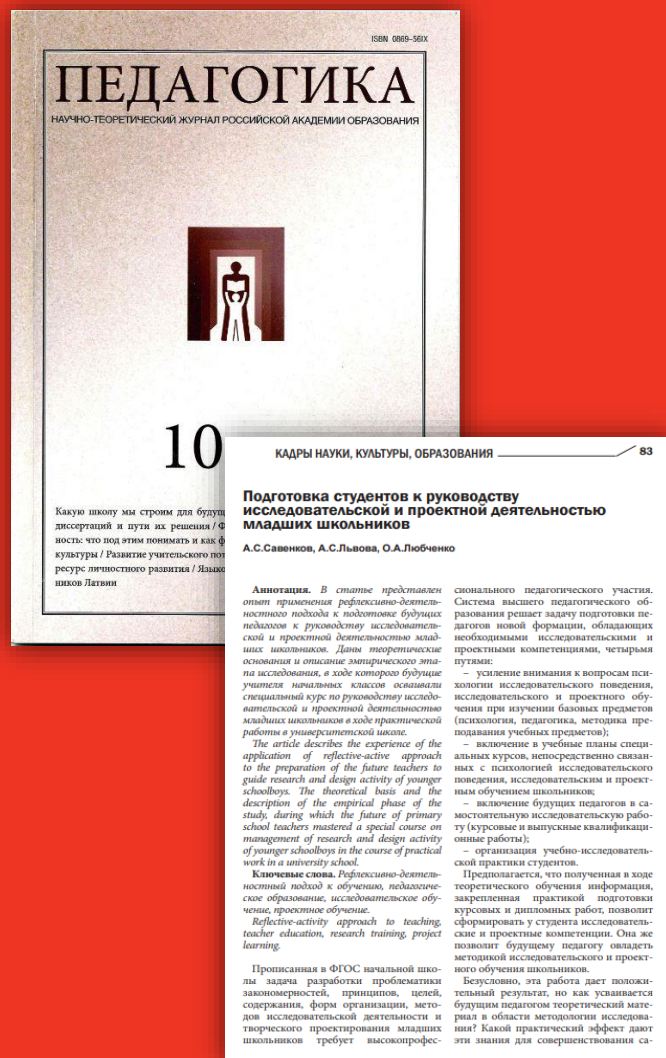 ISBN 0869–56IX
ПЕДАГОГИКА
НАУЧНО-ТЕОРЕТИЧЕСКИЙ ЖУРНАЛ РОССИЙСКОЙ АКАДЕМИИ ОБРАЗОВАНИЯ
10
Какую школу мы строим для будущ
диссертаций и пути их решения / Ф
ность: что под этим понимать и как ф
культуры / Развитие учительского пот
ресурс личностного развития / Языко
ников Латвии
КАДРЫ НАУКИ, КУЛЬТУРЫ, ОБРАЗОВАНИЯ
83
Подготовка студентов к руководству
исследовательской и проектной деятельностью
младших школьников
А.С.Савенков, А.С.Львова, О.А.Любченко
Аннотация. В статье представлен
опыт применения рефлексивно-деятель-
ностного подхода к подготовке будущих
педагогов к руководству исследователь-
ской и проектной деятельностью млад-
ших школьников. Даны теоретические
основания и описание эмпирического эта-
па исследования, в ходе которого будущие
учителя начальных классов осваивали
специальный курс по руководству исследо-
вательской и проектной деятельностью
младших школьников в ходе практической
работы в университетской школе.
The article describes the experience of the
application of reflective-active approach
to the preparation of the future teachers to
guide research and design activity of younger
schoolboys. The theoretical basis and the
description of the empirical phase of the
study, during which the future of primary
school teachers mastered a special course on
management of research and design activity
of younger schoolboys in the course of practical
work in a university school.
Ключевые слова. Рефлексивно-деятель-
ностный подход к обучению, педагогиче-
ское образование, исследовательское обу-
чение, проектное обучение.
Reflective-activity approach to teaching,
teacher education, research training, project
learning.
Прописанная в ФГОС начальной шко-
лы задача разработки проблематики
закономерностей, принципов, целей,
содержания, форм организации, мето-
дов исследовательской деятельности и
творческого проектирования младших
школьников требует высокопрофес-
сионального педагогического участия.
Система высшего педагогического об-
разования решает задачу подготовки пе-
дагогов новой формации, обладающих
необходимыми исследовательскими и
проектными компетенциями, четырьмя
путями:
– усиление внимания к вопросам пси-
хологии исследовательского поведения,
исследовательского и проектного обу-
чения при изучении базовых предметов
(психология, педагогика, методика пре-
подавания учебных предметов);
– включение в учебные планы специ-
альных курсов, непосредственно связан-
ных с психологией исследовательского
поведения, исследовательским и проект-
ным обучением школьников;
– включение будущих педагогов в са-
мостоятельную исследовательскую рабо-
ту (курсовые и выпускные квалификаци-
онные работы);
– организация учебно-исследователь-
ской практики студентов.
Предполагается, что полученная в ходе
теоретического обучения информация,
закрепленная практикой подготовки
курсовых и дипломных работ, позволит
сформировать у студента исследователь-
ские и проектные компетенции. Она же
позволит будущему педагогу овладеть
методикой исследовательского и проект-
ного обучения школьников.
Безусловно, эта работа дает положи-
тельный результат, но как усваивается
будущим педагогом теоретический мате-
риал в области методологии исследова-
ния? Какой практический эффект дают
эти знания для совершенствования са-